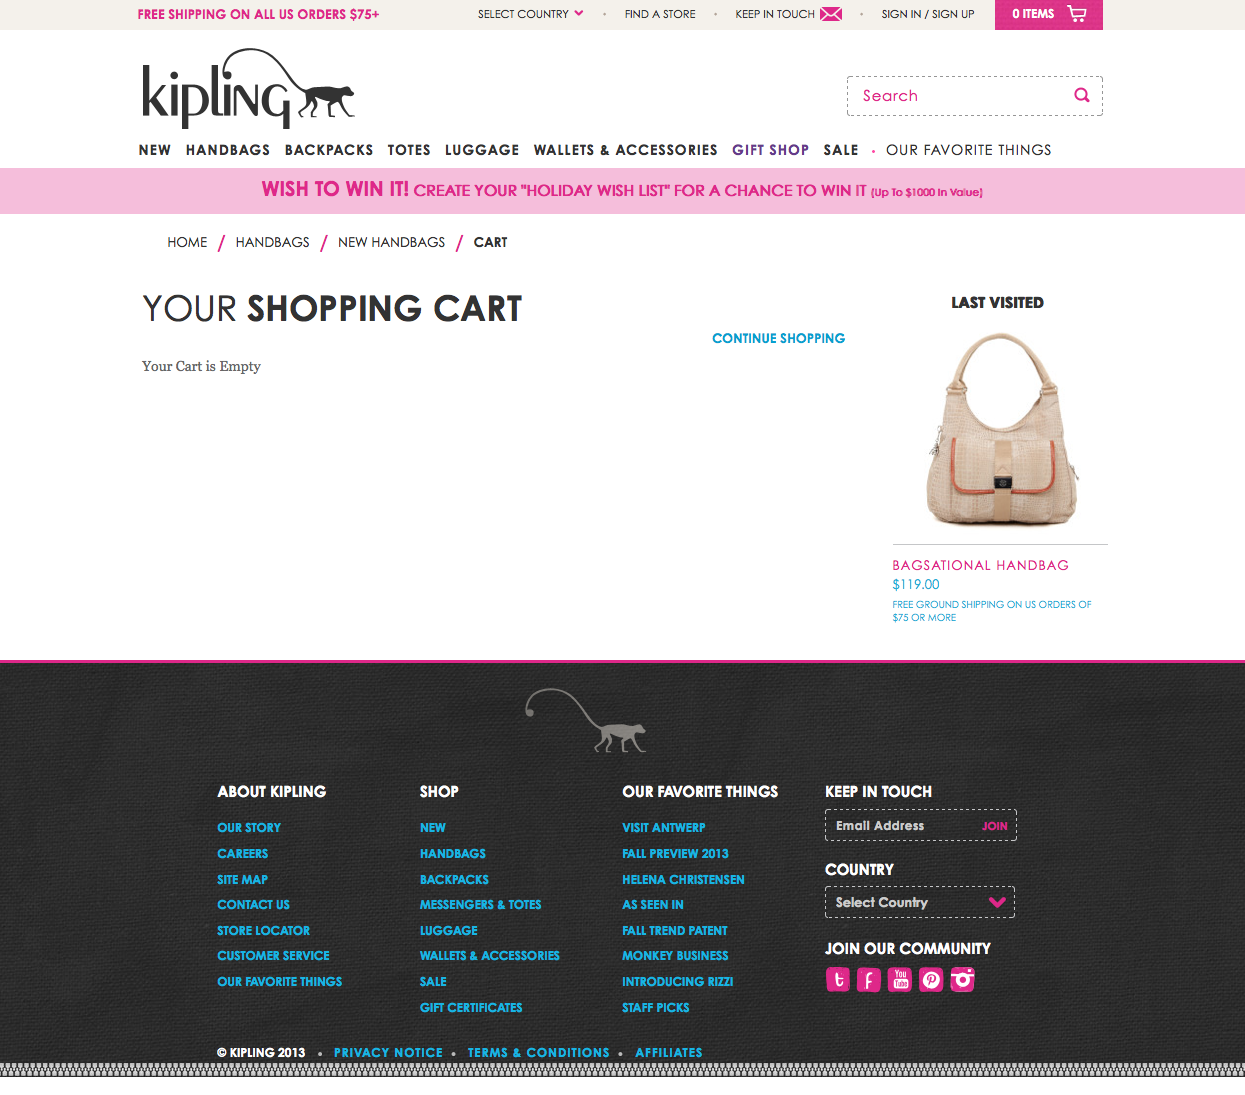 FREE SHIPPING ON ALL US ORDERS $75+
SELECT COUNTRY
FIND A STORE
KEEP IN TOUCH
SIGN IN / SIGN UP
0 ITEMS
kipling
Search
NEW HANDBAGS BACKPACKS TOTES LUGGAGE WALLETS & ACCESSORIES GIFT SHOP SALE • OUR FAVORITE THINGS
WISH TO WIN IT! CREATE YOUR "HOLIDAY WISH LIST" FOR A CHANCE TO WIN IT (Up To $1000 In Value)
HOME / HANDBAGS / NEW HANDBAGS / CART
YOUR SHOPPING CART
CONTINUE SHOPPING
Your Cart is Empty
LAST VISITED
BAGSATIONAL HANDBAG
$119.00
FREE GROUND SHIPPING ON US ORDERS OF
$75 OR MORE
ABOUT KIPLING
OUR STORY
CAREERS
SITE MAP
CONTACT US
STORE LOCATOR
CUSTOMER SERVICE
OUR FAVORITE THINGS
SHOP
NEW
HANDBAGS
BACKPACKS
MESSENGERS & TOTES
LUGGAGE
WALLETS & ACCESSORIES
SALE
GIFT CERTIFICATES
OUR FAVORITE THINGS
VISIT ANTWERP
FALL PREVIEW 2013
HELENA CHRISTENSEN
AS SEEN IN
FALL TREND PATENT
MONKEY BUSINESS
INTRODUCING RIZZI
STAFF PICKS
KEEP IN TOUCH
Email Address JOIN
COUNTRY
Select Country
JOIN OUR COMMUNITY
t f You Tube P
© KIPLING 2013 • PRIVACY NOTICE • TERMS & CONDITIONS • AFFILIATES